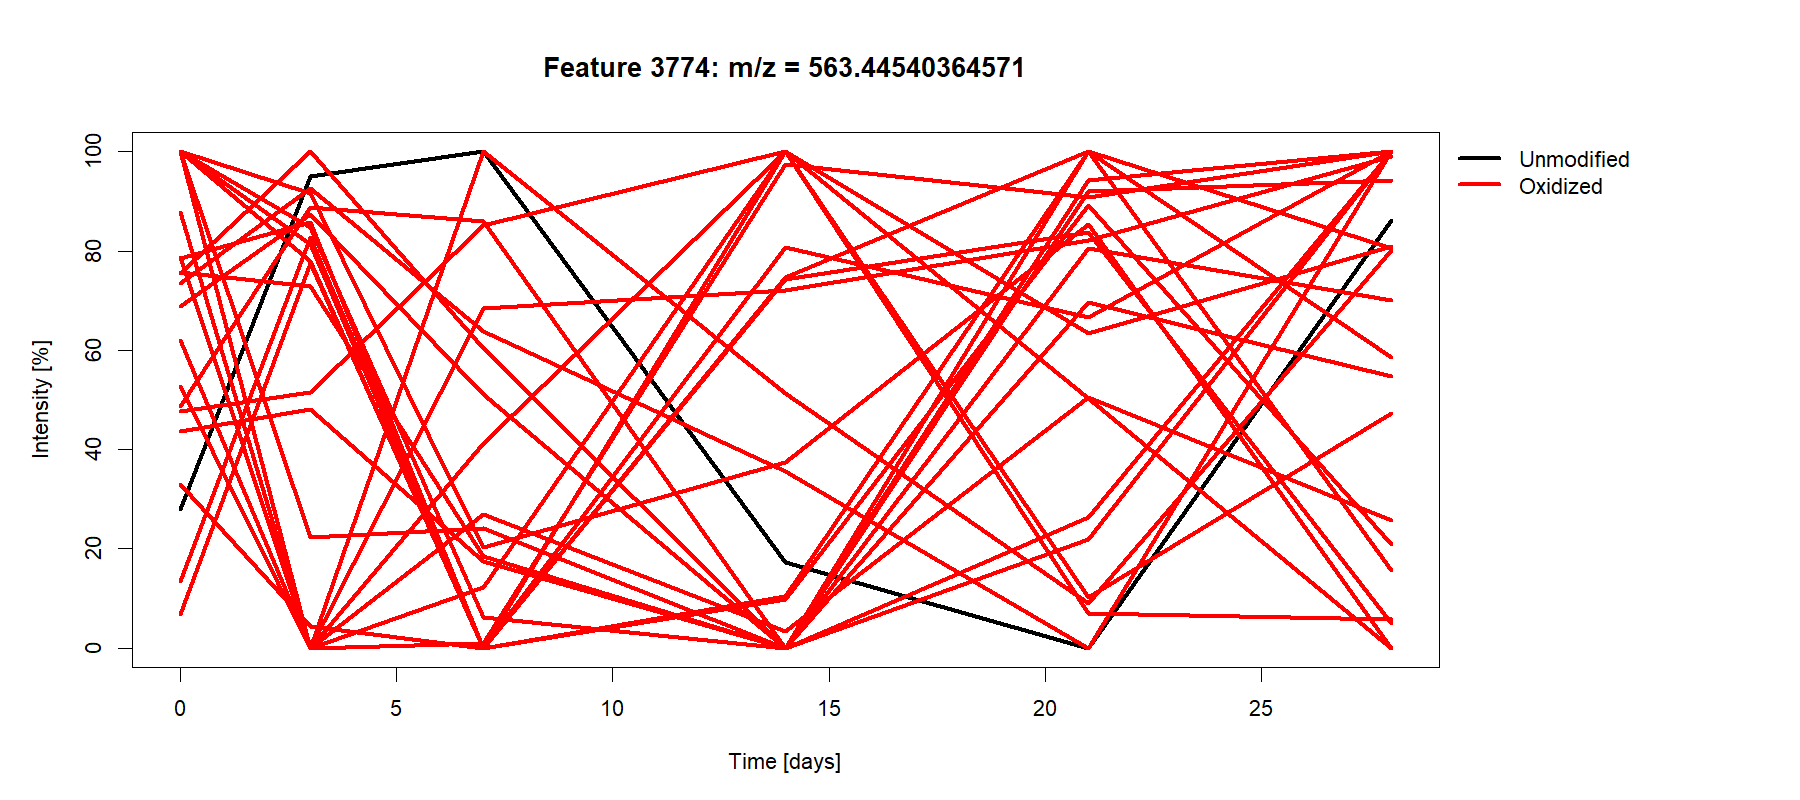 Feature 3774: m/z = 563.44540364571
Unmodified
Oxidized
Intensity [%]
100
80
60
40
20
0
0 5 10 15 20 25
Time [days]